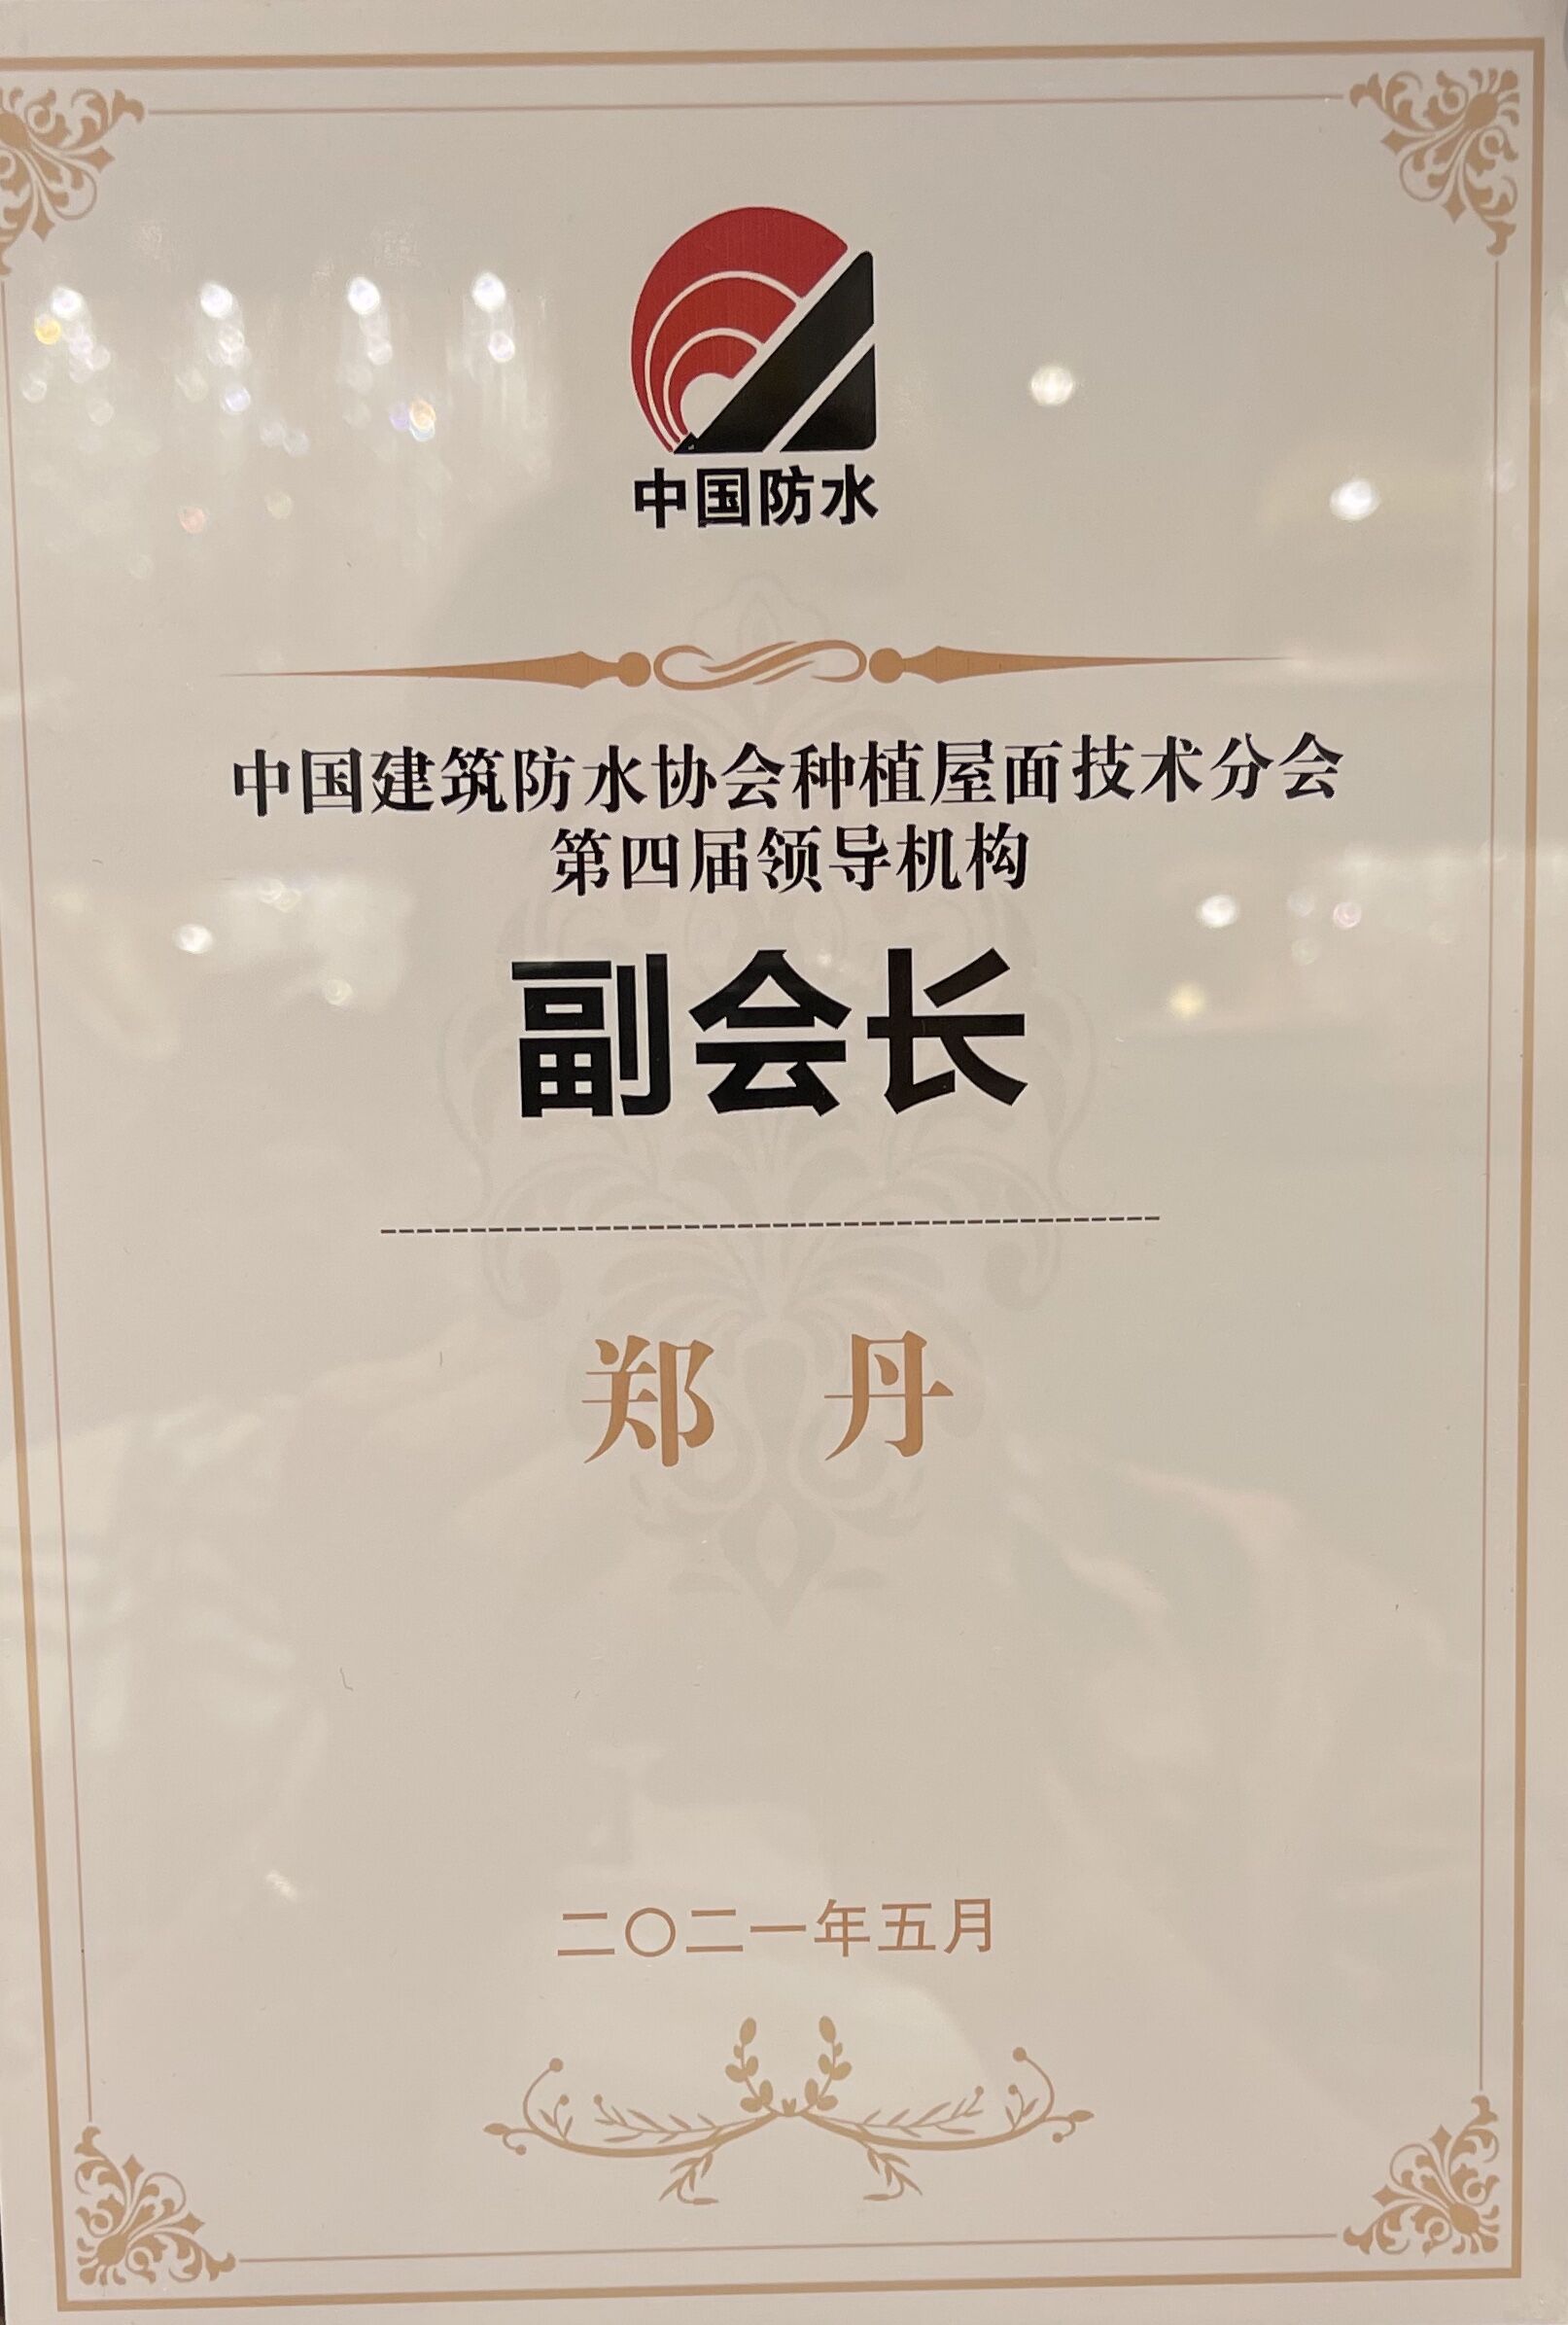 中国防水
中国建筑防水协会种植屋面技术分会
第四届领导机构
副会长
郑 丹
二〇二一年五月